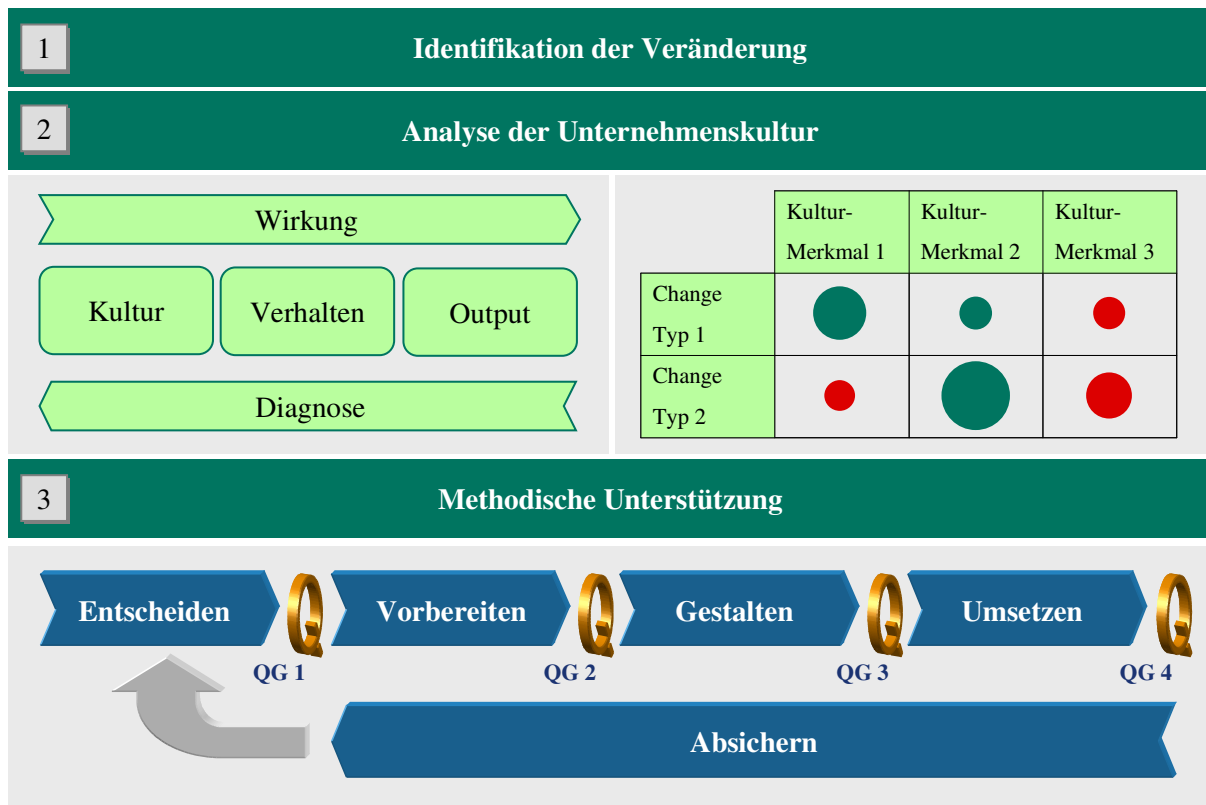 1
Identifikation der Veränderung
2
Analyse der Unternehmenskultur
Wirkung
Kultur
Verhalten
Output
Diagnose
Kultur-
Merkmal 1
Kultur-
Merkmal 2
Kultur-
Merkmal 3
Change
Typ 1
Change
Typ 2
3
Methodische Unterstützung
Entscheiden
Vorbereiten
Gestalten
Umsetzen
QG 1
QG 2
QG 3
QG 4
Absichern